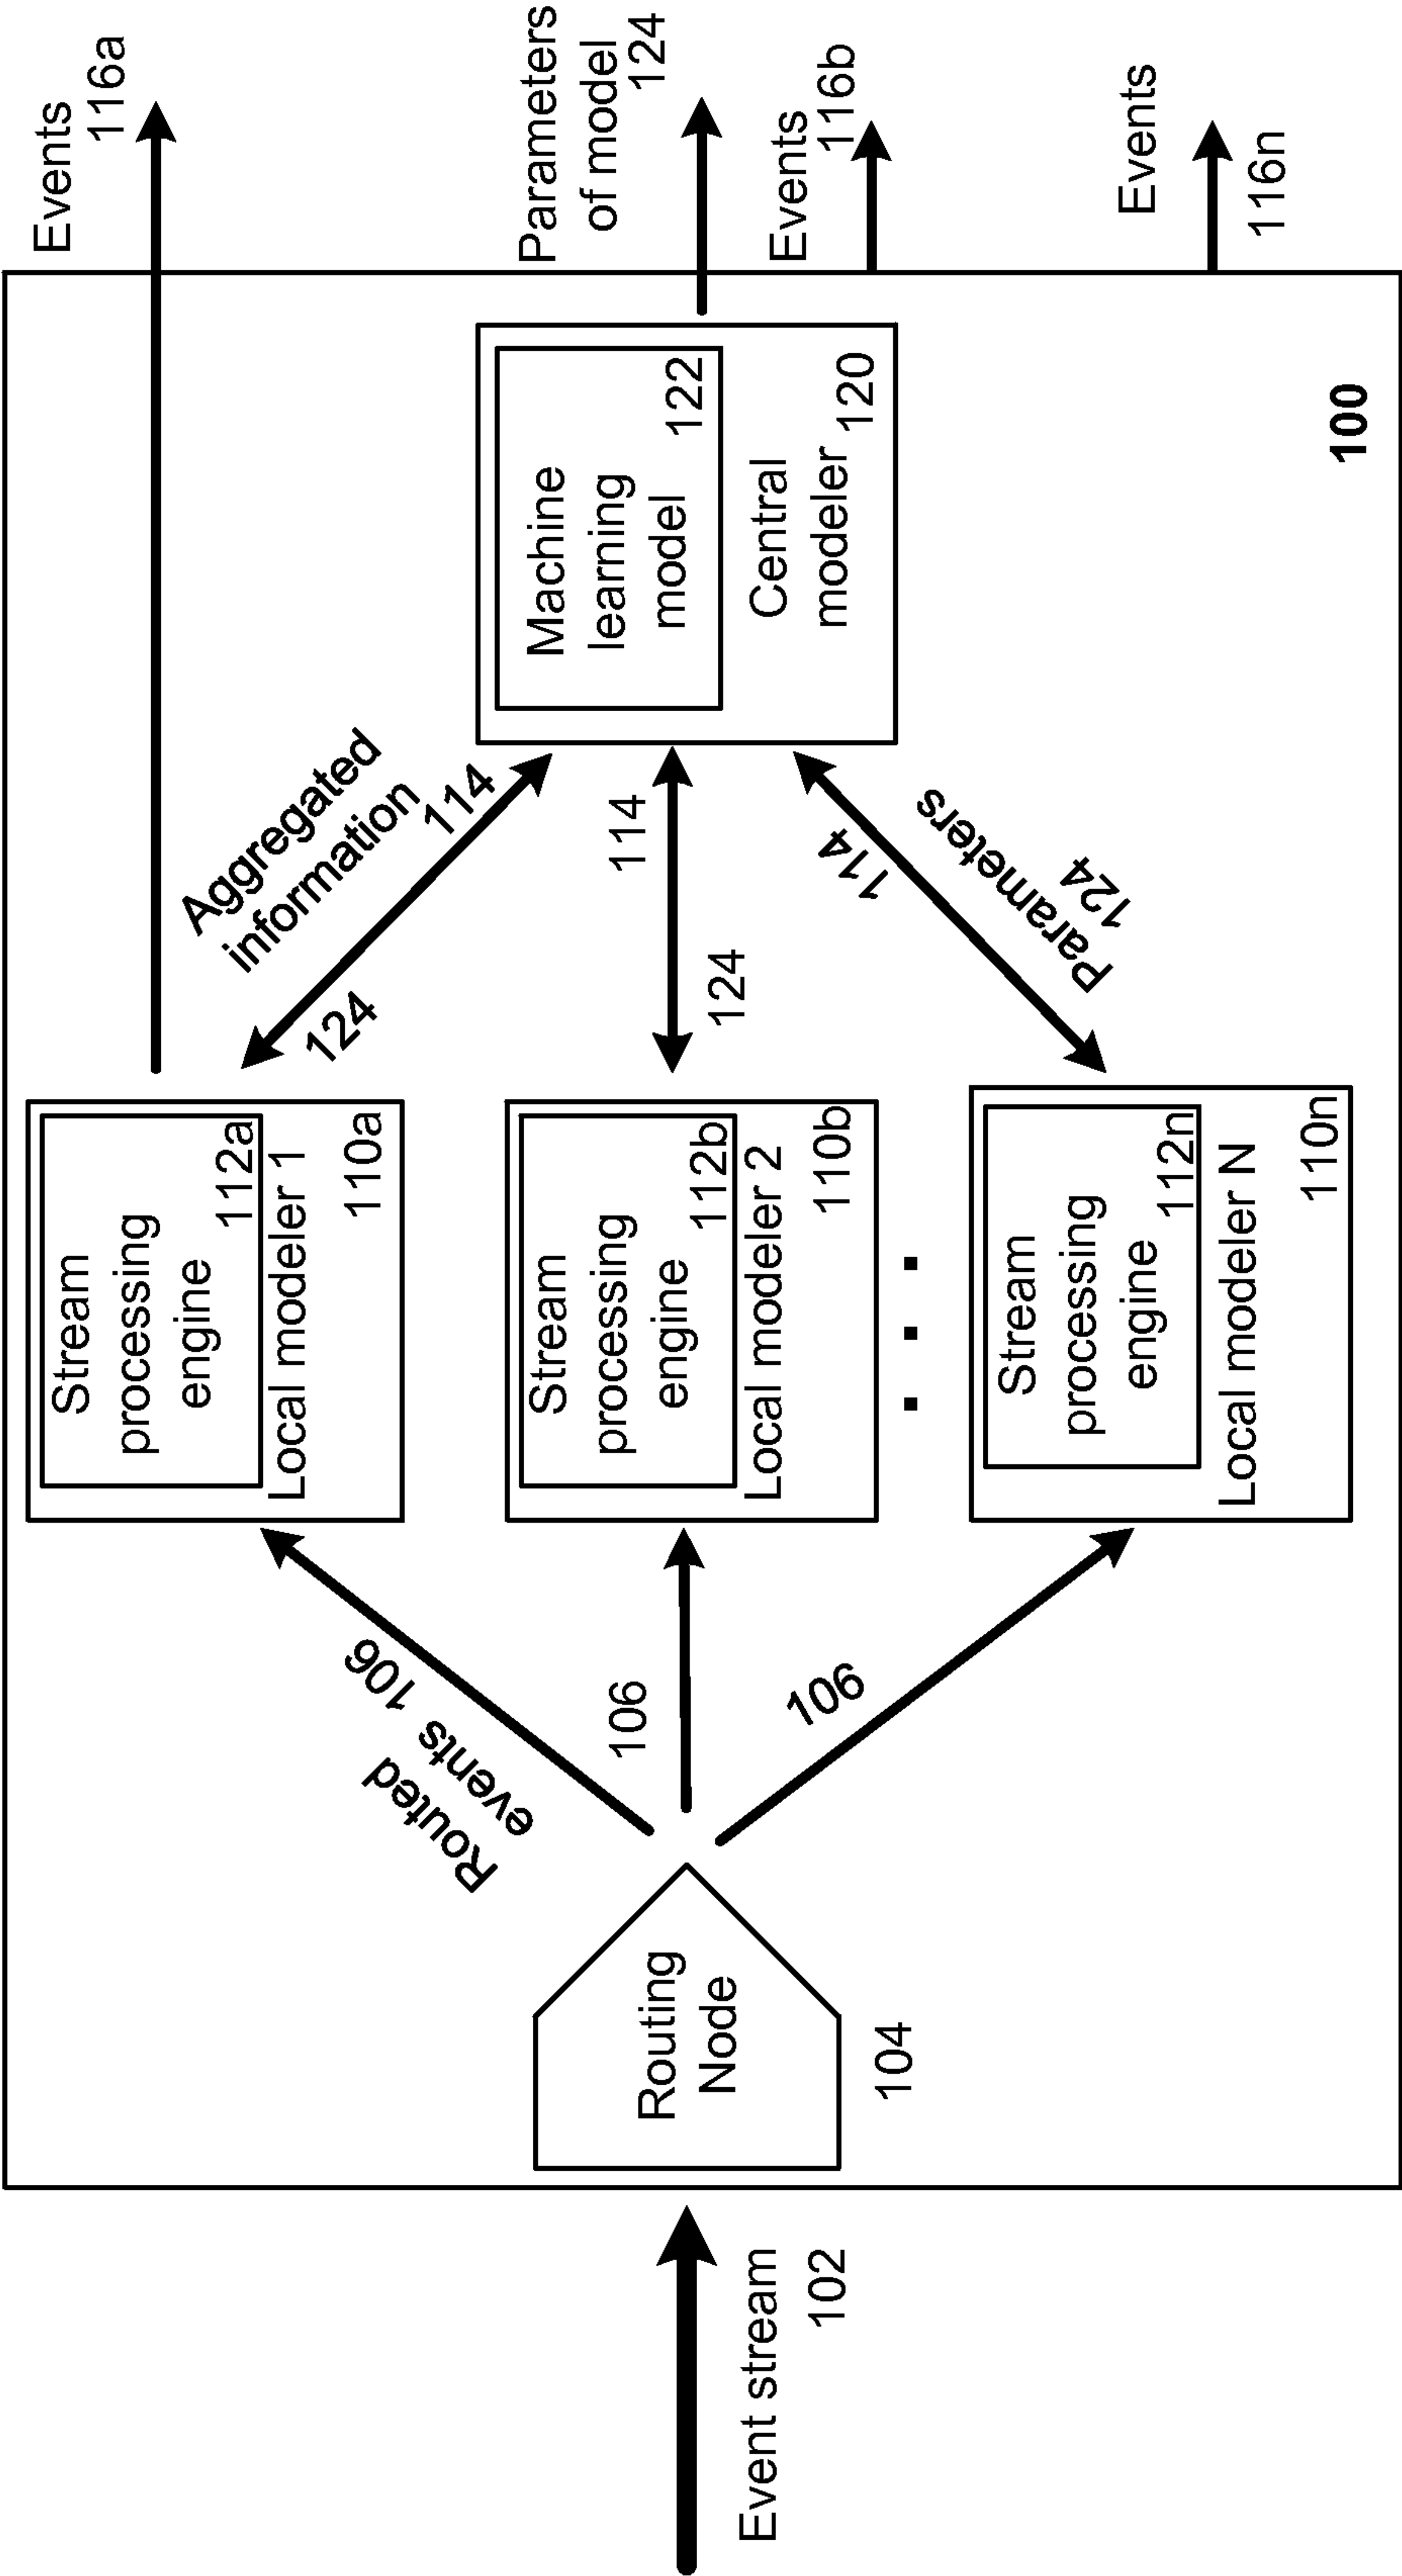 Event stream
102
Routing
Node
104
Routed
events 106
106
106
Stream
processing
engine
112a
Local modeler 1
110a
Stream
processing
engine
112b
Local modeler 2
110b
. . .
Stream
processing
engine
112n
Local modeler N
110n
Aggregated
information
114
124
114
124
114
Parameters
124
Machine
learning
model
122
Central
modeler
120
Events
116a
Parameters
of model
124
Events
116b
Events
116n
100